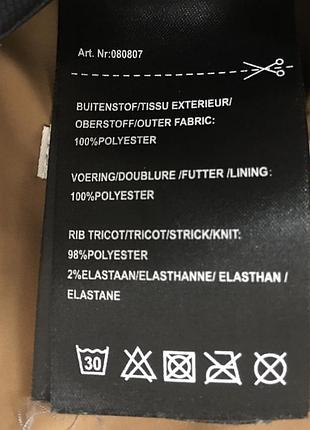 Art. Nr:080807
BUITENSTOF/TISSU EXTERIEUR/
OBERSTOFF/OUTER FABRIC:
100%POLYESTER
VOERING/DOUBLURE /FUTTER /LINING:
100%POLYESTER
RIB TRICOT/TRICOT/STRICK/KNIT:
98%POLYESTER
2%ELASTAAN/ELASTHANNE/ ELASTHAN /
ELASTANE
30